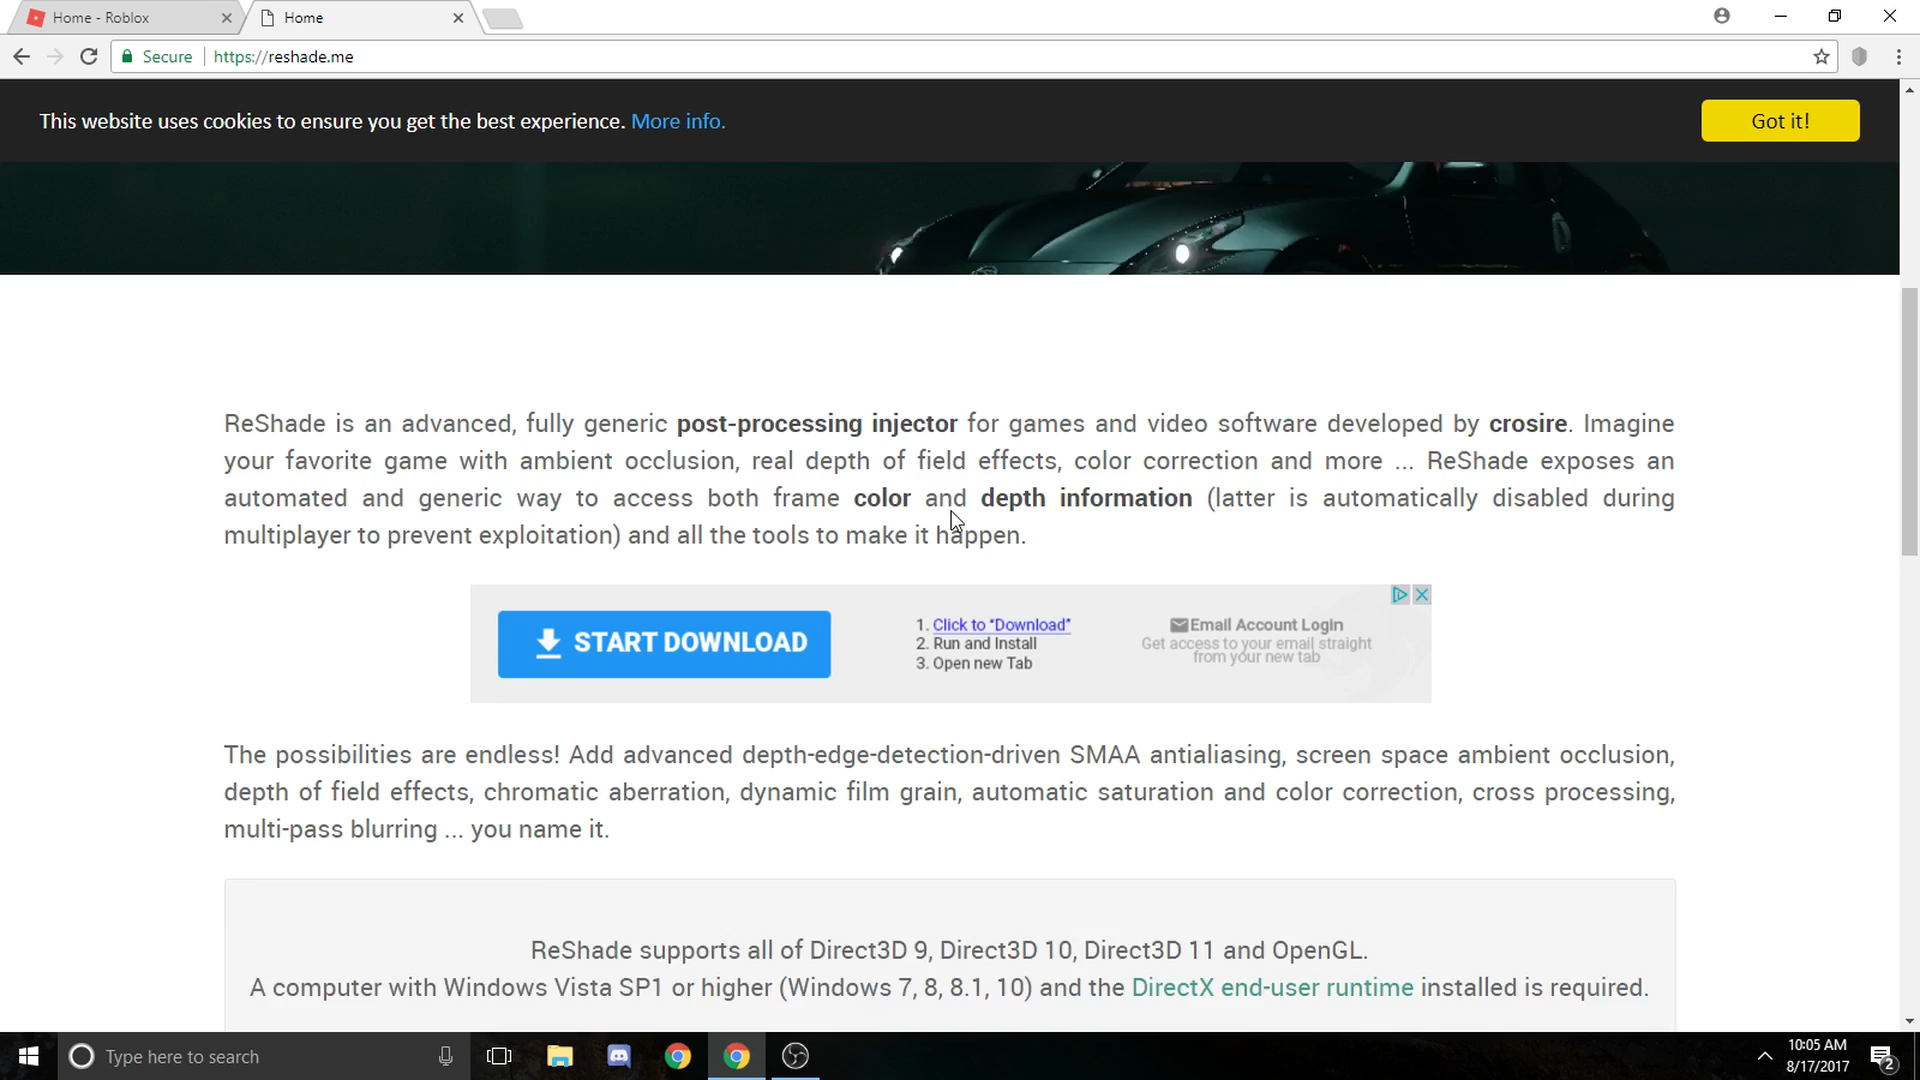 Home - Roblox
Home
Secure
https://reshade.me
This website uses cookies to ensure you get the best experience. More info.
Got it!
ReShade is an advanced, fully generic post-processing injector for games and video software developed by crosire. Imagine
your favorite game with ambient occlusion, real depth of field effects, color correction and more ... ReShade exposes an
automated and generic way to access both frame color and depth information (latter is automatically disabled during
multiplayer to prevent exploitation) and all the tools to make it happen.
START DOWNLOAD
1. Click to "Download"
2. Run and Install
3. Open new Tab
Email Account Login
Get access to your email straight
from your new tab
The possibilities are endless! Add advanced depth-edge-detection-driven SMAA antialiasing, screen space ambient occlusion,
depth of field effects, chromatic aberration, dynamic film grain, automatic saturation and color correction, cross processing,
multi-pass blurring ... you name it.
ReShade supports all of Direct3D 9, Direct3D 10, Direct3D 11 and OpenGL.
A computer with Windows Vista SP1 or higher (Windows 7, 8, 8.1, 10) and the DirectX end-user runtime installed is required.
Type here to search
10:05 AM
8/17/2017
2